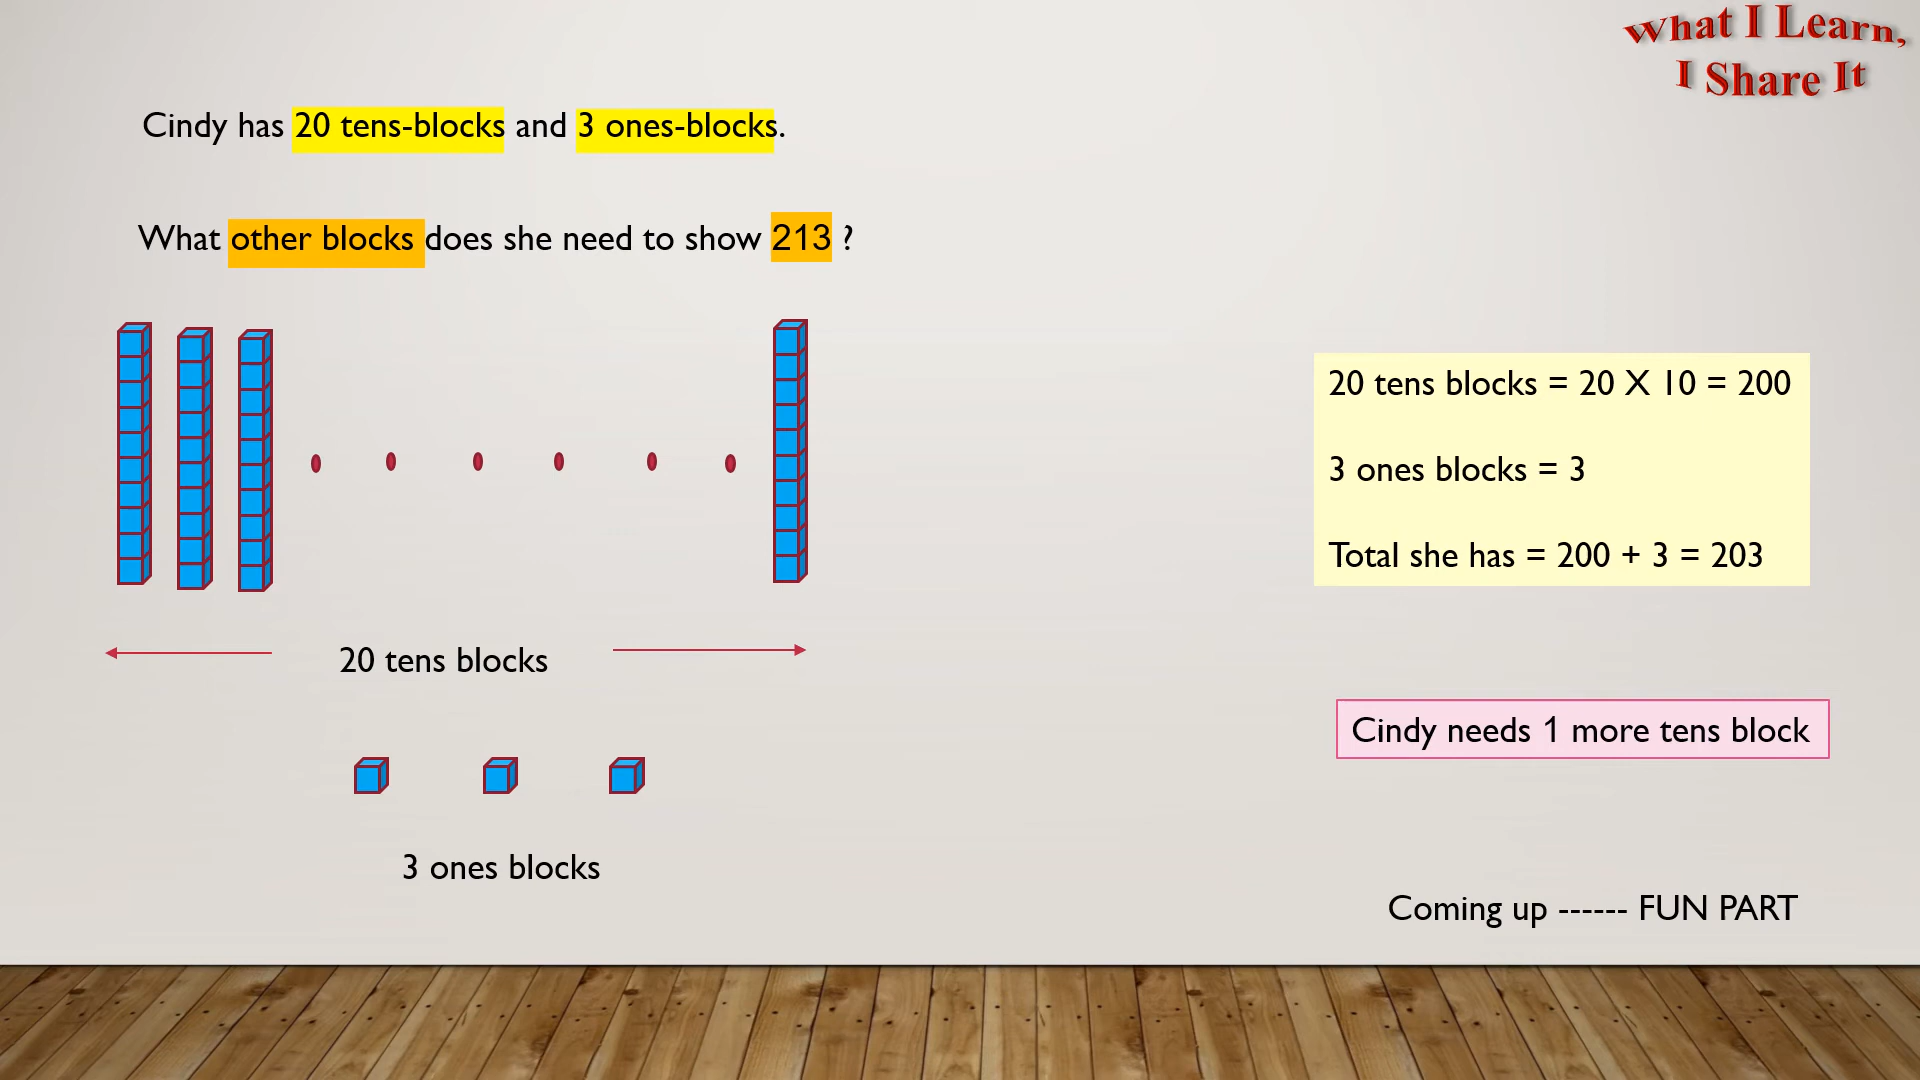 What I Learn,
I Share It
Cindy has 20 tens-blocks and 3 ones-blocks.
What other blocks does she need to show 213 ?
20 tens blocks = 20 X 10 = 200
3 ones blocks = 3
Total she has = 200 + 3 = 203
20 tens blocks
Cindy needs 1 more tens block
3 ones blocks
Coming up ------ FUN PART